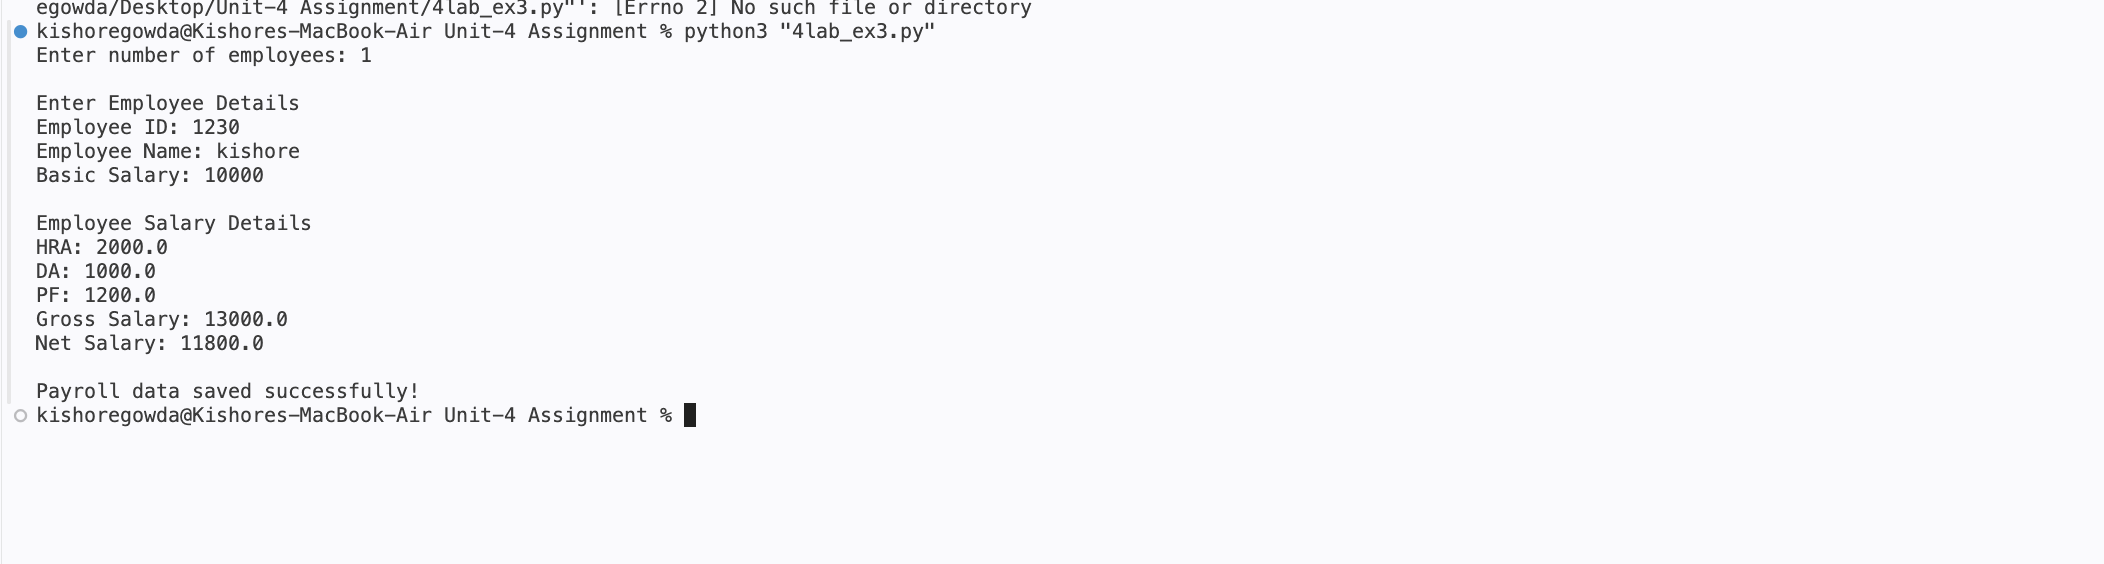 egowda/Desktop/Unit-4 Assignment/4lab_ex3.py"': [Errno 2] No such file or directory
kishoregowda@Kishores-MacBook-Air Unit-4 Assignment % python3 "4lab_ex3.py"
Enter number of employees: 1
Enter Employee Details
Employee ID: 1230
Employee Name: kishore
Basic Salary: 10000
Employee Salary Details
HRA: 2000.0
DA: 1000.0
PF: 1200.0
Gross Salary: 13000.0
Net Salary: 11800.0
Payroll data saved successfully!
kishoregowda@Kishores-MacBook-Air Unit-4 Assignment %